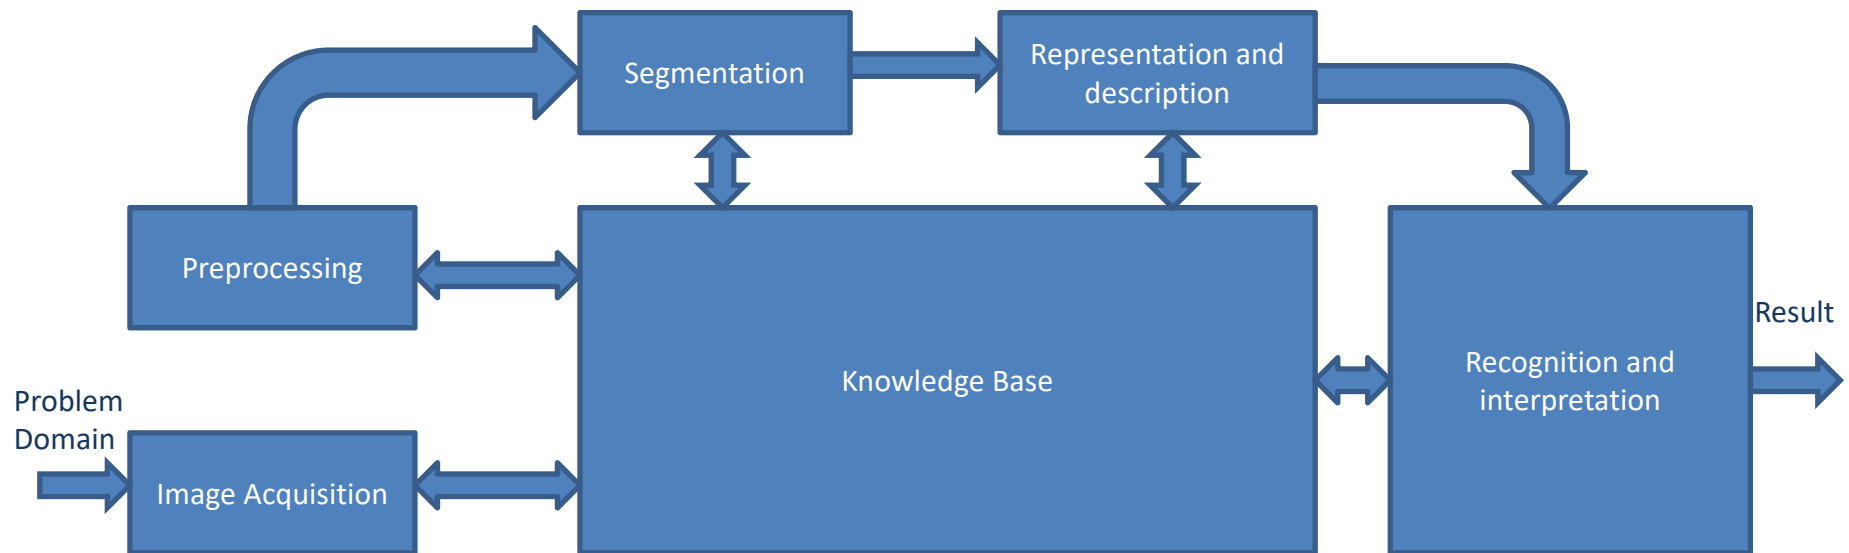 Segmentation
Representation and
description
Preprocessing
Knowledge Base
Recognition and
interpretation
Result
Problem
Domain
Image Acquisition